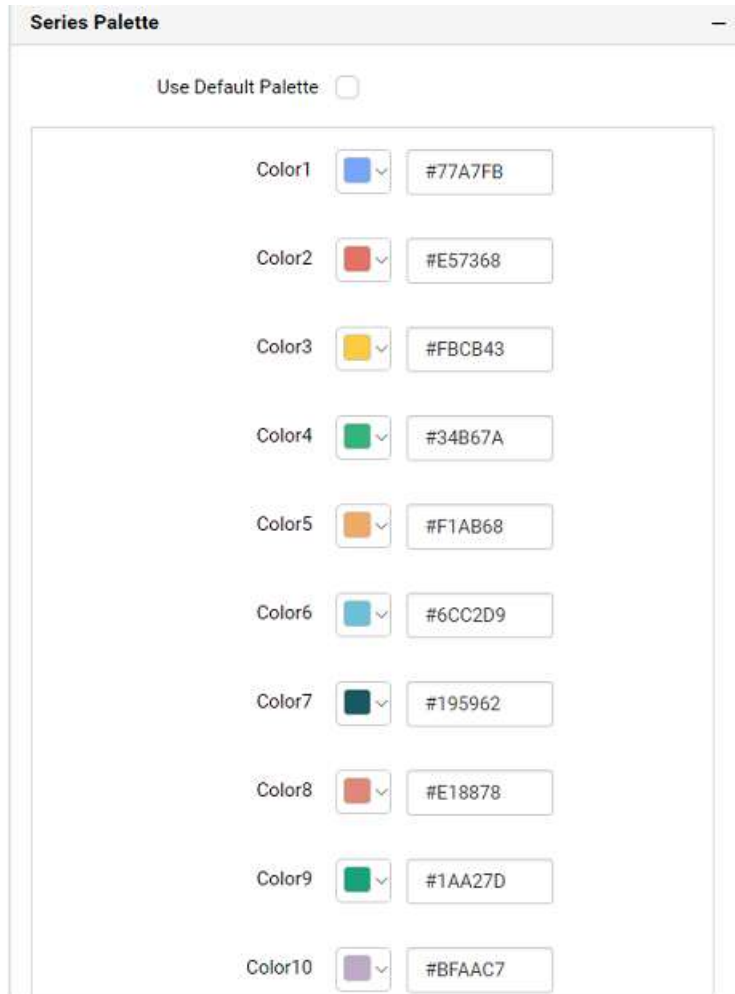 Series Palette
Use Default Palette
Color1 #77A7FB
Color2 #E57368
Color3 #FBCB43
Color4 #34B67A
Color5 #F1AB68
Color6 #6CC2D9
Color7 #195962
Color8 #E18878
Color9 #1AA27D
Color10 #BFAAC7